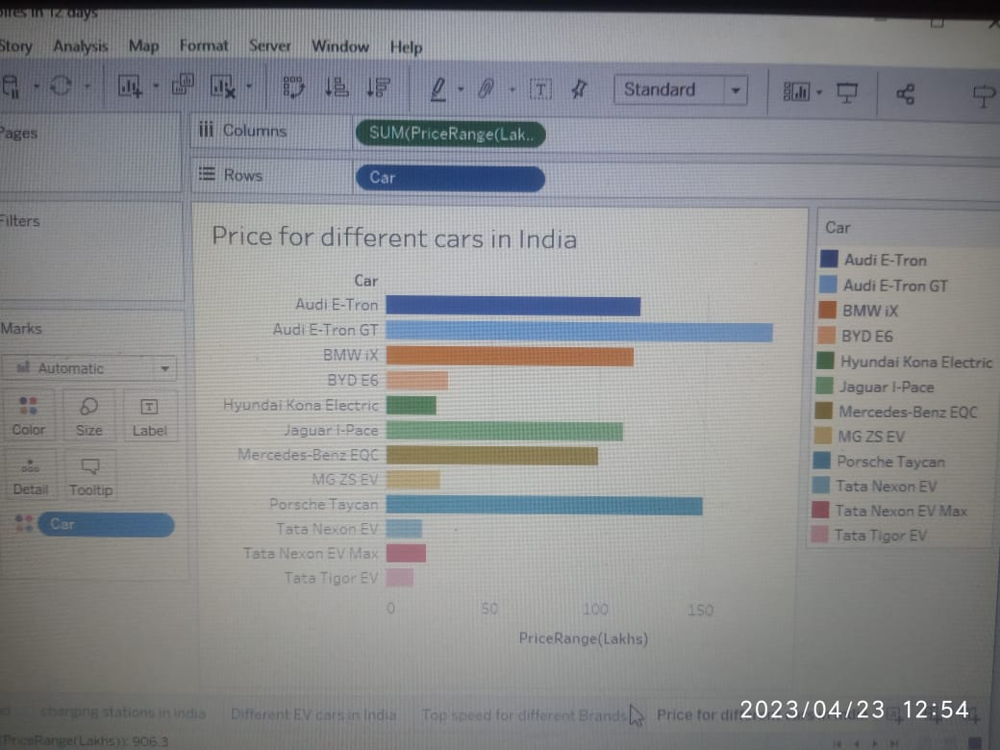 12 days
Story Analysis Map Format Server Window Help
Standard
Pages
Columns
SUM(PriceRange(Lak..
Rows
Car
Filters
Price for different cars in India
Car
Audi E-Tron
Audi E-Tron GT
BMW iX
BYD E6
Hyundai Kona Electric
Jaguar I-Pace
Mercedes-Benz EQC
MG ZS EV
Porsche Taycan
Tata Nexon EV
Tata Nexon EV Max
Tata Tigor EV
0 50 100 150
PriceRange(Lakhs)
Car
Audi E-Tron
Audi E-Tron GT
BMW iX
BYD E6
Hyundai Kona Electric
Jaguar I-Pace
Mercedes-Benz EQC
MG ZS EV
Porsche Taycan
Tata Nexon EV
Tata Nexon EV Max
Tata Tigor EV
Marks
Automatic
Color Size Label
Detail Tooltip
Car
charging stations in india Different EV cars in India Top speed for different Brands Price for dif
2023/04/23 12:54
PriceRange(Lakhs)): 906.3